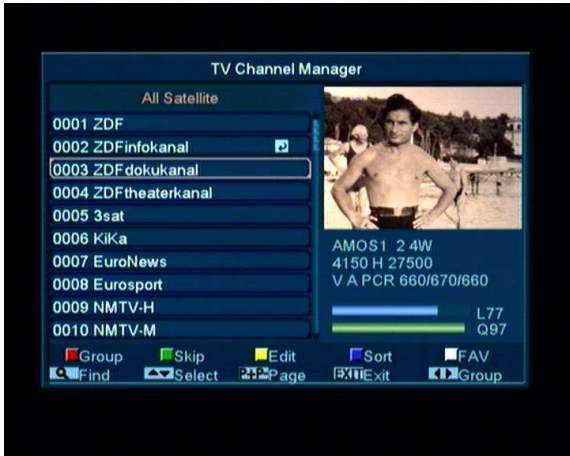 TV Channel Manager
All Satellite
0001 ZDF
0002 ZDFinfokanal
0003 ZDFdokukanal
0004 ZDFtheaterkanal
0005 3sat
0006 KiKa
0007 EuroNews
0008 Eurosport
0009 NMTV-H
0010 NMTV-M
AMOS1 2 4W
4150 H 27500
V A PCR 660/670/660
L77
Q97
Group Skip Edit Sort FAV
Find Select P+P- Page EXIT Exit Group